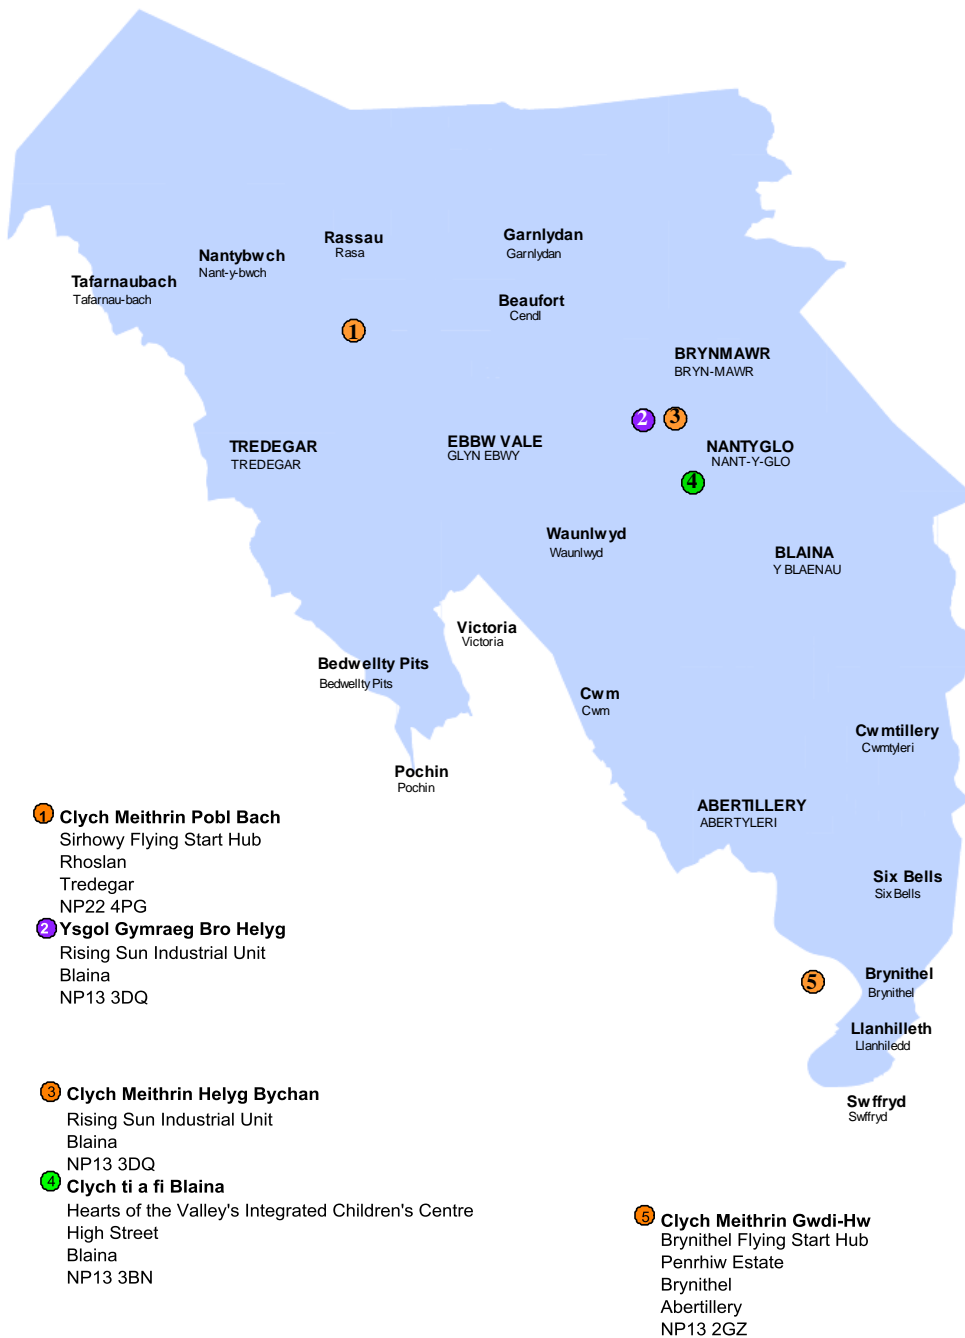 Rassau
Rasa
Garnlydan
Garnlydan
Nantybwch
Nant-y-bwch
Tafarnaubach
Tafarnau-bach
Beaufort
Cendl
1
BRYNMAWR
BRYN-MAWR
2
3
TREDEGAR
TREDEGAR
EBBW VALE
GLYN EBWY
NANTYGLO
NANT-Y-GLO
4
Waunlwyd
Waunlwyd
BLAINA
Y BLAENAU
Victoria
Victoria
Bedwellty Pits
Bedwellty Pits
Cwm
Cwm
Cwmtillery
Cwmtyleri
Pochin
Pochin
ABERTILLERY
ABERTYLERI
Six Bells
Six Bells
5
Brynithel
Brynithel
Llanhilleth
Llanhiledd
Swffryd
Swffryd
1 Clych Meithrin Pobl Bach
Sirhowy Flying Start Hub
Rhoslan
Tredegar
NP22 4PG
2 Ysgol Gymraeg Bro Helyg
Rising Sun Industrial Unit
Blaina
NP13 3DQ
3 Clych Meithrin Helyg Bychan
Rising Sun Industrial Unit
Blaina
NP13 3DQ
4 Clych ti a fi Blaina
Hearts of the Valley's Integrated Children's Centre
High Street
Blaina
NP13 3BN
5 Clych Meithrin Gwdi-Hw
Brynithel Flying Start Hub
Penrhiw Estate
Brynithel
Abertillery
NP13 2GZ